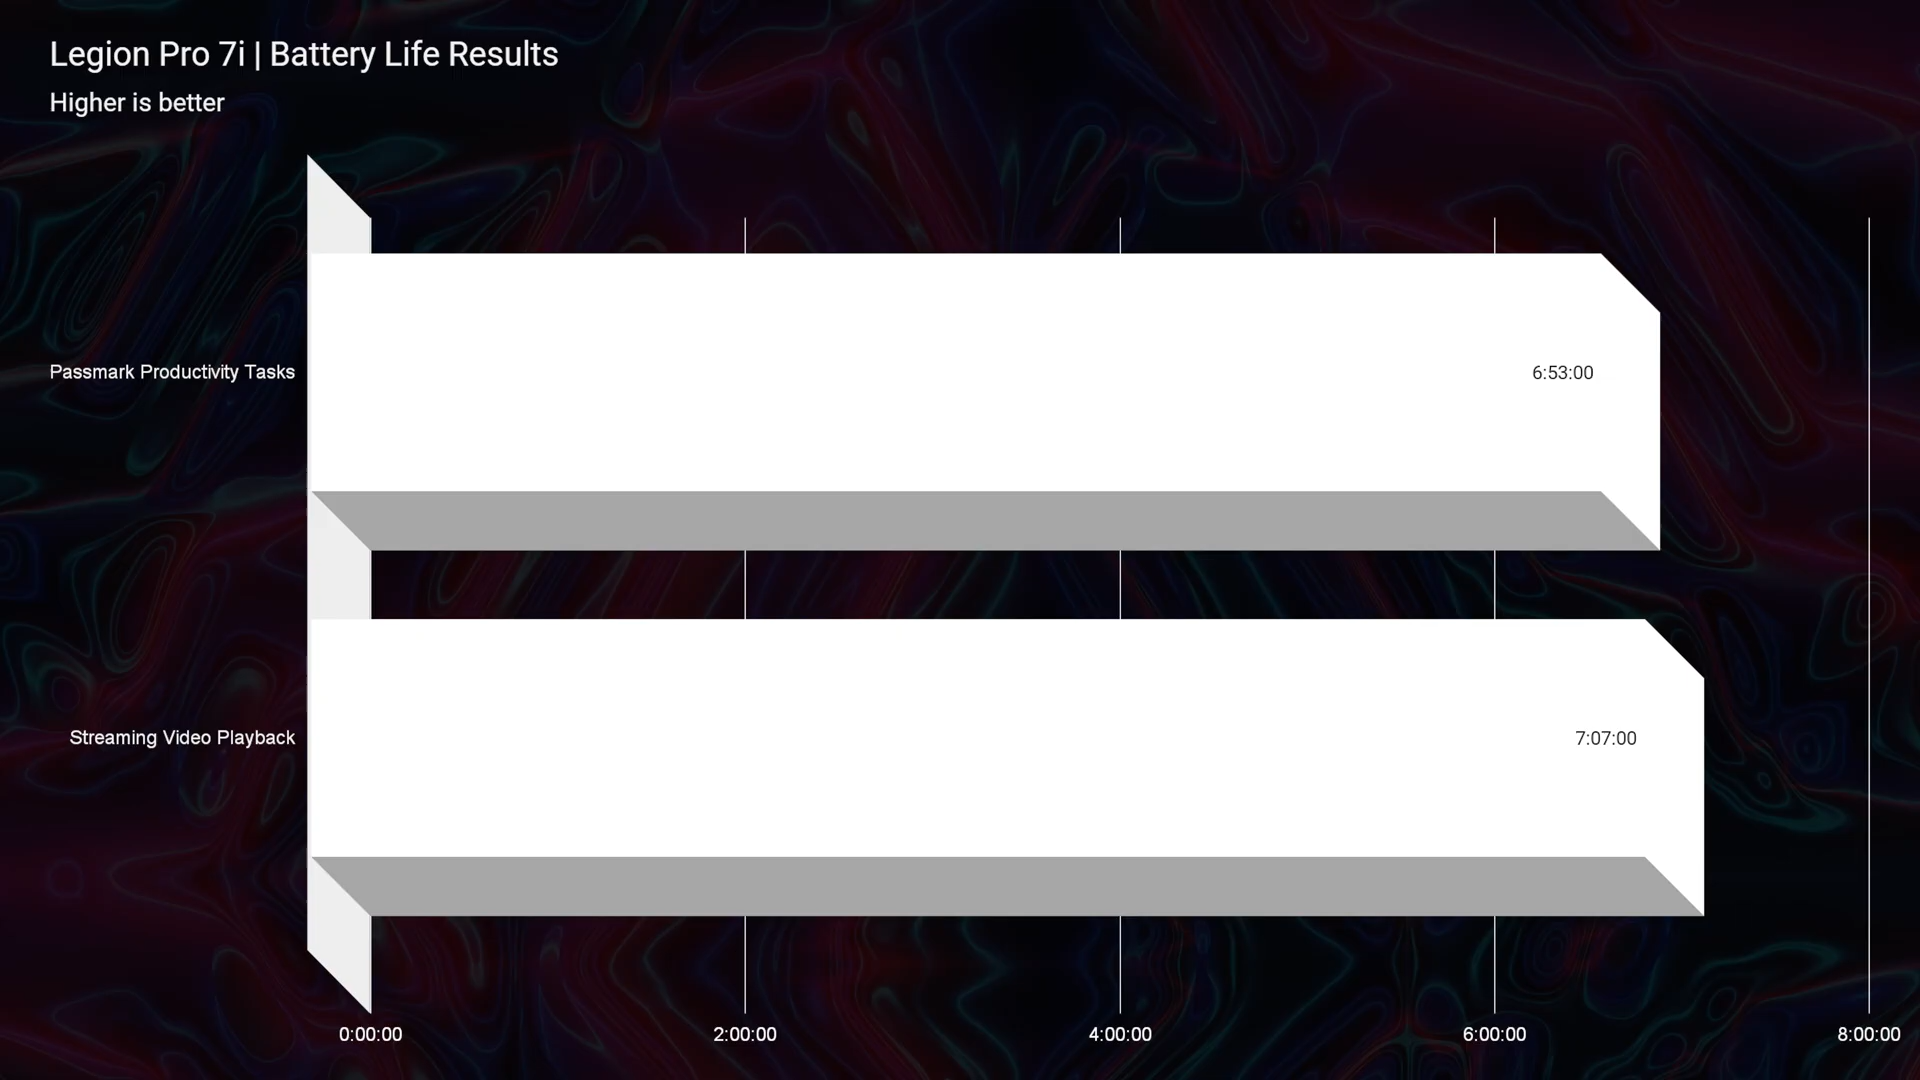 Legion Pro 7i | Battery Life Results
Higher is better
Passmark Productivity Tasks
6:53:00
Streaming Video Playback
7:07:00
0:00:00
2:00:00
4:00:00
6:00:00
8:00:00